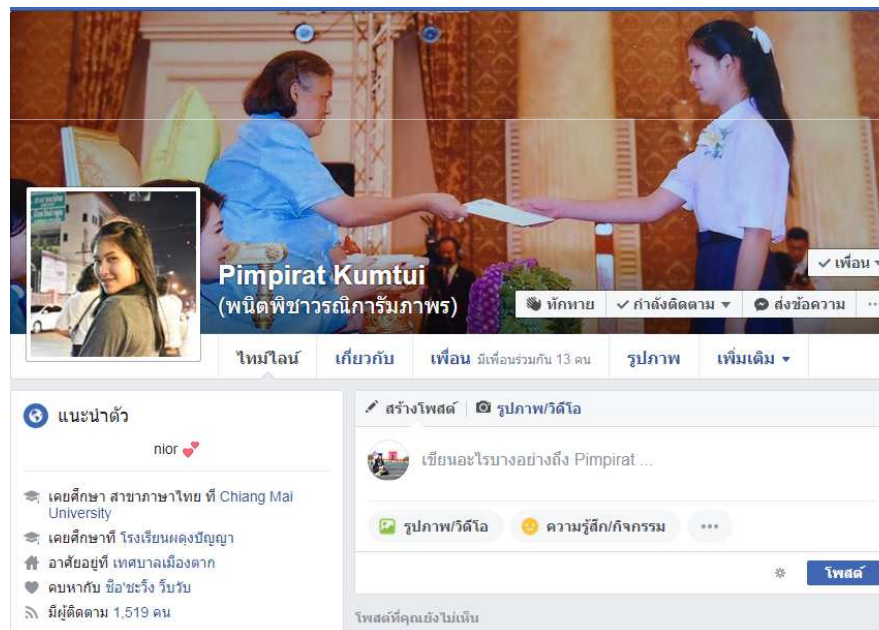 Pimpirat Kumtui
(พนิตพิชาวรณิการัมภาพร)
เพื่อน
ทักทาย
กำลังติดตาม
ส่งข้อความ
ไทม์ไลน์
เกี่ยวกับ
เพื่อน มีเพื่อนร่วมกัน 13 คน
รูปภาพ
เพิ่มเติม
แนะนำตัว
nior 💕
เคยศึกษา สาขาภาษาไทย ที่ Chiang Mai
University
เคยศึกษาที่ โรงเรียนผดุงปัญญา
อาศัยอยู่ที่ เทศบาลเมืองตาก
คบหากับ ชื่อ'ชะวิ้ง วิ้บวับ
มีผู้ติดตาม 1,519 คน
สร้างโพสต์
รูปภาพ/วิดีโอ
เขียนอะไรบางอย่างถึง Pimpirat ...
รูปภาพ/วิดีโอ
ความรู้สึก/กิจกรรม
โพสต์
โพสต์ที่คุณยังไม่เห็น